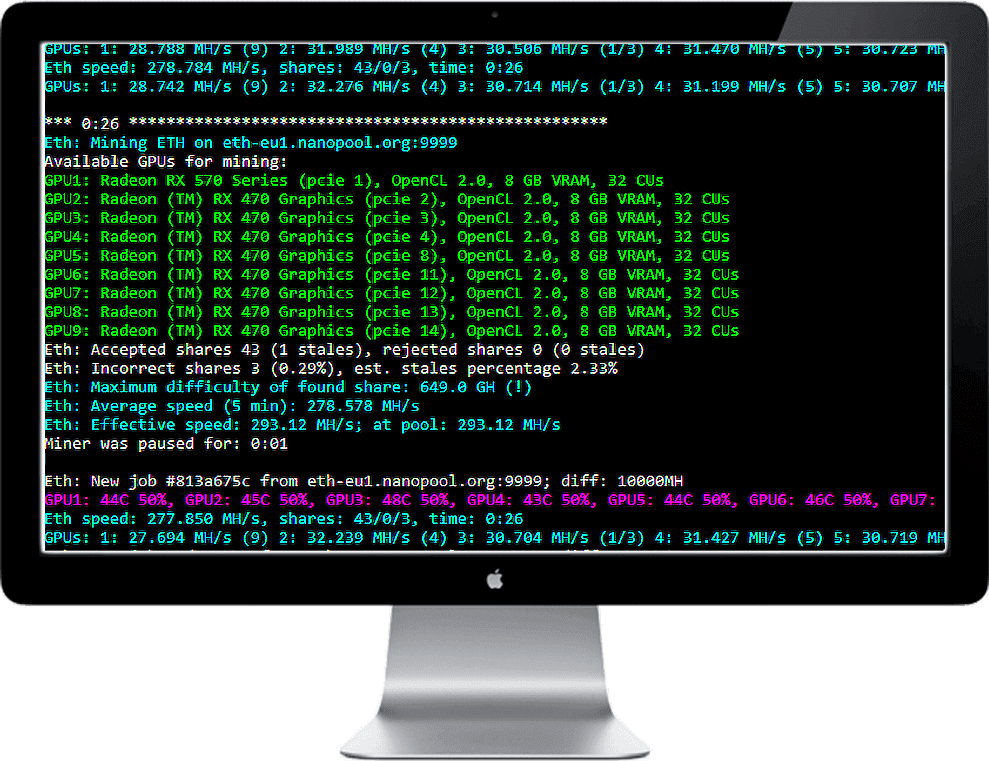 GPUs: 1: 28.788 MH/s (9) 2: 31.989 MH/s (4) 3: 30.506 MH/s (1/3) 4: 31.470 MH/s (5) 5: 30.723 MH
Eth speed: 278.784 MH/s, shares: 43/0/3, time: 0:26
GPUs: 1: 28.742 MH/s (9) 2: 32.276 MH/s (4) 3: 30.714 MH/s (1/3) 4: 31.199 MH/s (5) 5: 30.707 MH
*** 0:26 ***************************************************
Eth: Mining ETH on eth-eu1.nanopool.org:9999
Available GPUs for mining:
GPU1: Radeon RX 570 Series (pcie 1), OpenCL 2.0, 8 GB VRAM, 32 CUs
GPU2: Radeon (TM) RX 470 Graphics (pcie 2), OpenCL 2.0, 8 GB VRAM, 32 CUs
GPU3: Radeon (TM) RX 470 Graphics (pcie 3), OpenCL 2.0, 8 GB VRAM, 32 CUs
GPU4: Radeon (TM) RX 470 Graphics (pcie 4), OpenCL 2.0, 8 GB VRAM, 32 CUs
GPU5: Radeon (TM) RX 470 Graphics (pcie 8), OpenCL 2.0, 8 GB VRAM, 32 CUs
GPU6: Radeon (TM) RX 470 Graphics (pcie 11), OpenCL 2.0, 8 GB VRAM, 32 CUs
GPU7: Radeon (TM) RX 470 Graphics (pcie 12), OpenCL 2.0, 8 GB VRAM, 32 CUs
GPU8: Radeon (TM) RX 470 Graphics (pcie 13), OpenCL 2.0, 8 GB VRAM, 32 CUs
GPU9: Radeon (TM) RX 470 Graphics (pcie 14), OpenCL 2.0, 8 GB VRAM, 32 CUs
Eth: Accepted shares 43 (1 stales), rejected shares 0 (0 stales)
Eth: Incorrect shares 3 (0.29%), est. stales percentage 2.33%
Eth: Maximum difficulty of found share: 649.0 GH (!)
Eth: Average speed (5 min): 278.578 MH/s
Eth: Effective speed: 293.12 MH/s; at pool: 293.12 MH/s
Miner was paused for: 0:01
Eth: New job #813a675c from eth-eu1.nanopool.org:9999; diff: 10000MH
GPU1: 44C 50%, GPU2: 45C 50%, GPU3: 48C 50%, GPU4: 43C 50%, GPU5: 44C 50%, GPU6: 46C 50%, GPU7:
Eth speed: 277.850 MH/s, shares: 43/0/3, time: 0:26
GPUs: 1: 27.694 MH/s (9) 2: 32.239 MH/s (4) 3: 30.704 MH/s (1/3) 4: 31.427 MH/s (5) 5: 30.719 MH